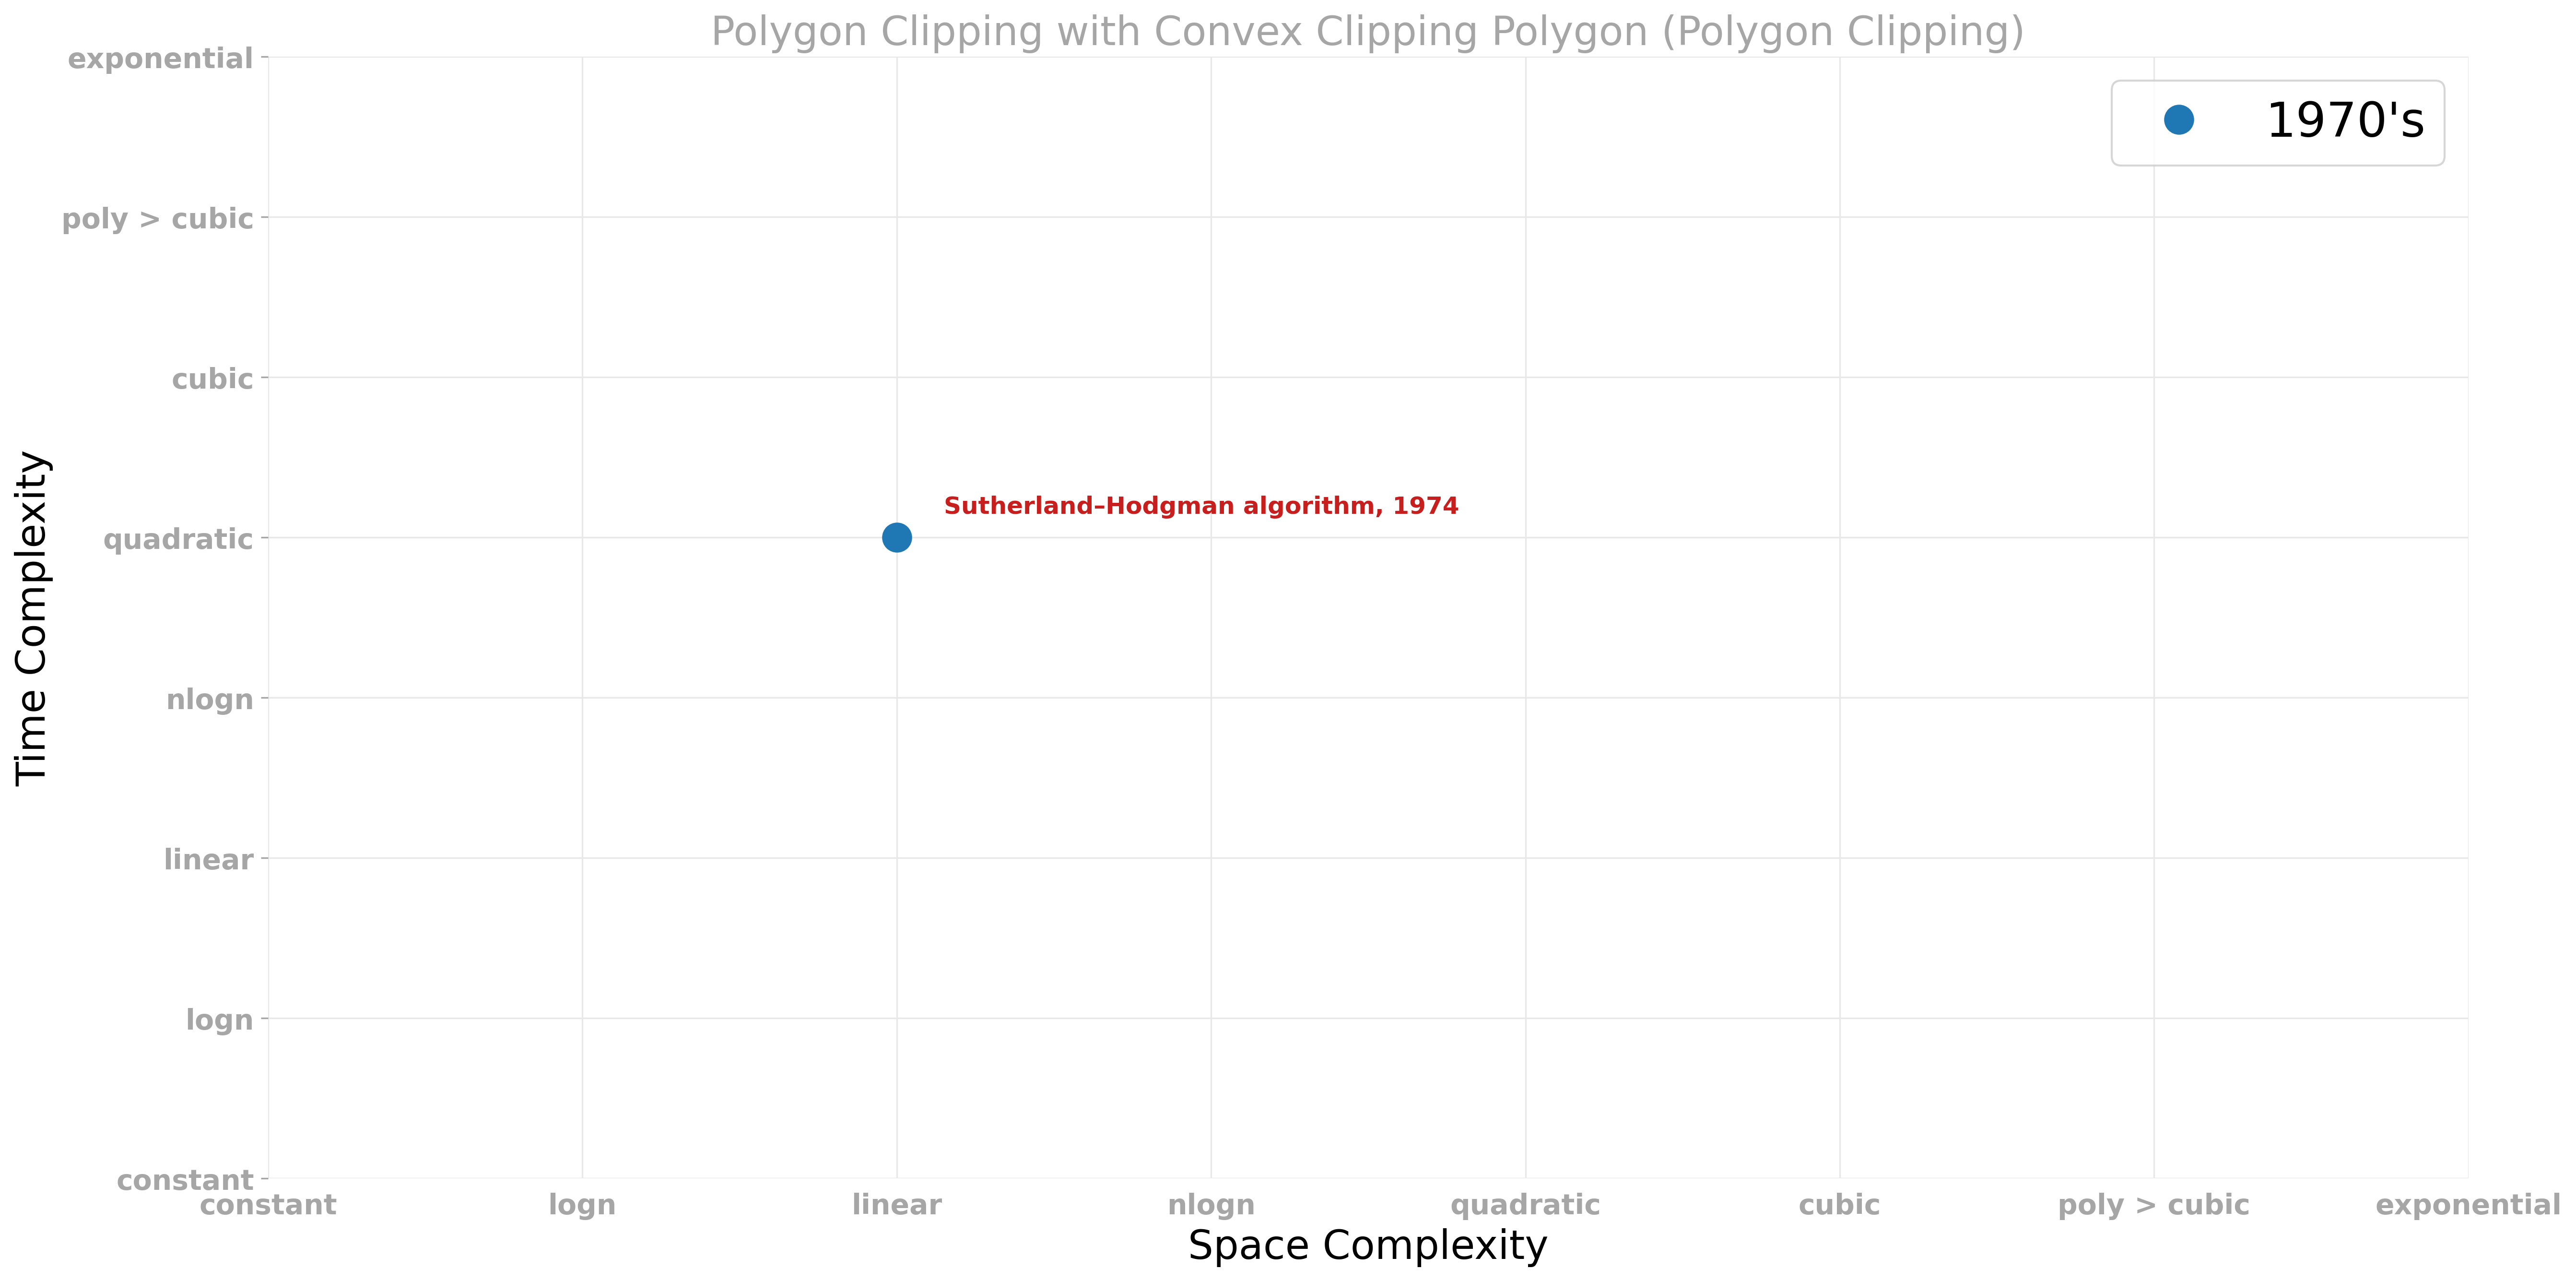 Polygon Clipping with Convex Clipping Polygon (Polygon Clipping)
exponential
1970's
poly > cubic
cubic
Sutherland–Hodgman algorithm, 1974
quadratic
nlogn
linear
logn
constant
Time Complexity
constant
logn
linear
nlogn
quadratic
cubic
poly > cubic
exponential
Space Complexity